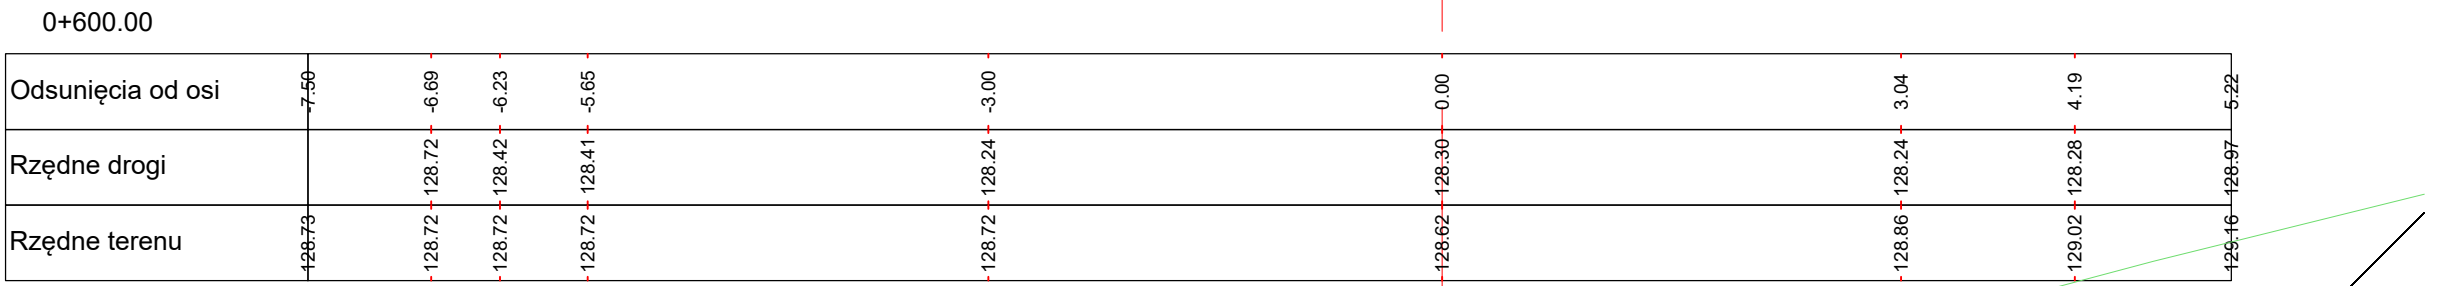 0+600.00
Odsunięcia od osi -7.50 -6.69 -6.23 -5.65 -3.00 0.00 3.04 4.19 5.22
Rzędne drogi 128.72 128.42 128.41 128.24 128.30 128.24 128.28 128.97
Rzędne terenu 128.73 128.72 128.72 128.72 128.72 128.62 128.86 129.02 129.16